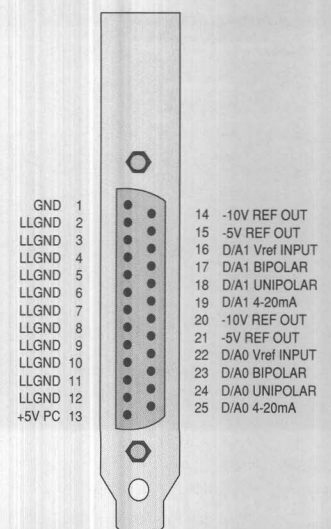 GND 1
LLGND 2
LLGND 3
LLGND 4
LLGND 5
LLGND 6
LLGND 7
LLGND 8
LLGND 9
LLGND 10
LLGND 11
LLGND 12
+5V PC 13
14 -10V REF OUT
15 -5V REF OUT
16 D/A1 Vref INPUT
17 D/A1 BIPOLAR
18 D/A1 UNIPOLAR
19 D/A1 4-20mA
20 -10V REF OUT
21 -5V REF OUT
22 D/A0 Vref INPUT
23 D/A0 BIPOLAR
24 D/A0 UNIPOLAR
25 D/A0 4-20mA